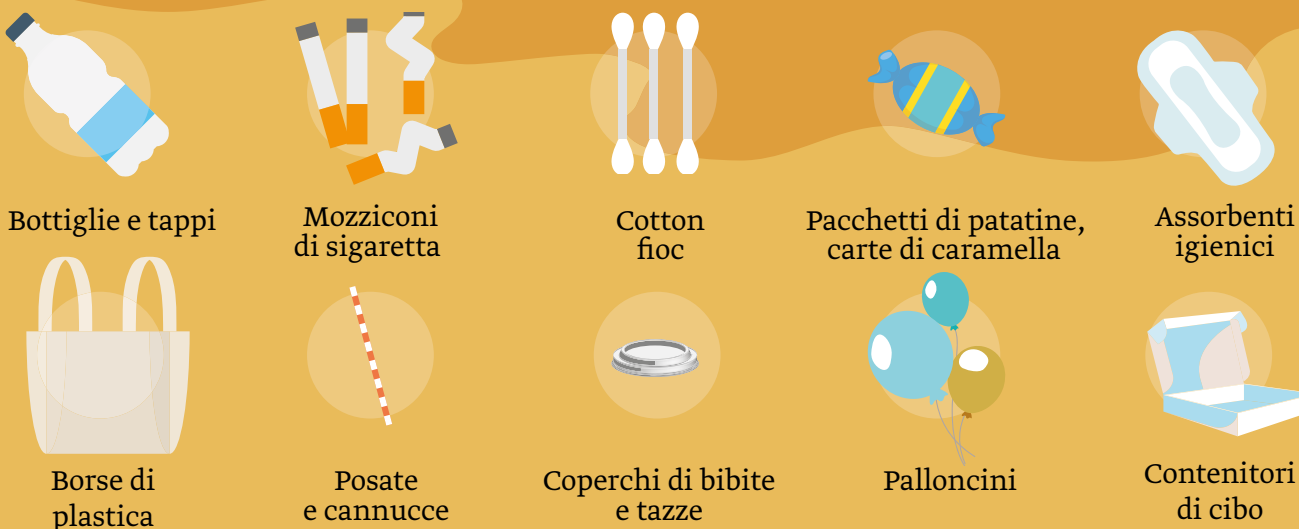 Bottiglie e tappi
Mozziconi
di sigaretta
Cotton
fioc
Pacchetti di patatine,
carte di caramella
Assorbenti
igienici
Borse di
plastica
Posate
e cannucce
Coperchi di bibite
e tazze
Palloncini
Contenitori
di cibo